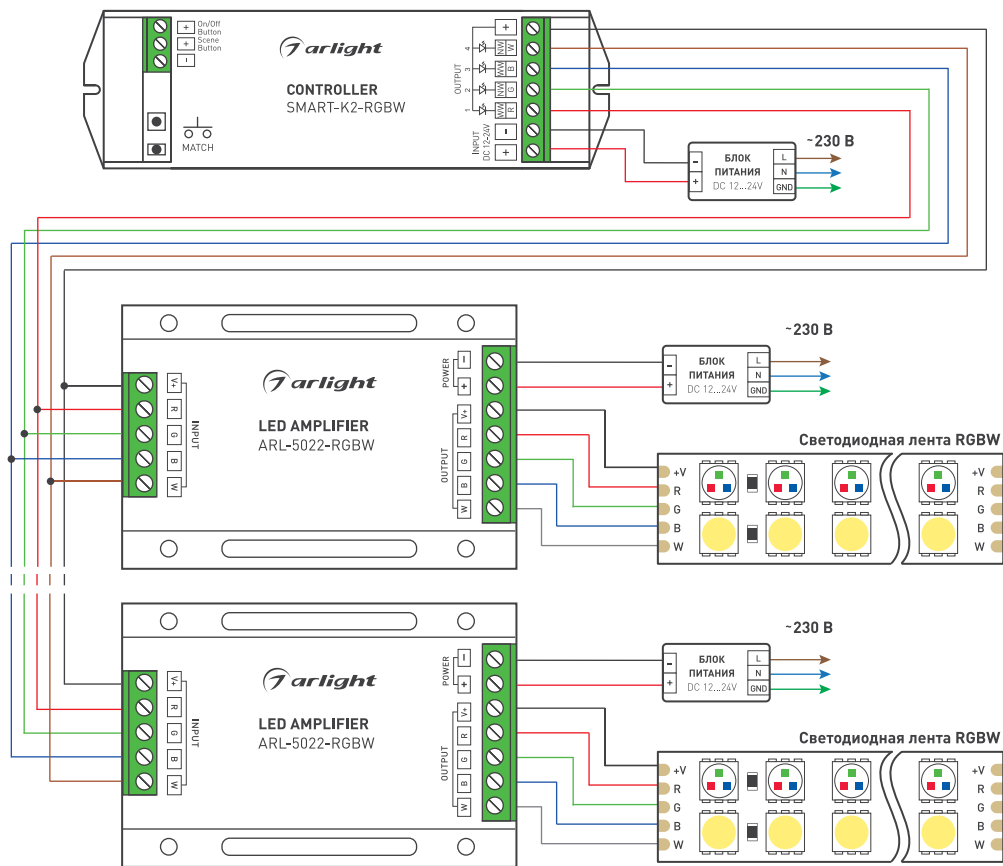 + On/Off
Button
+ Scene
Button
-
MATCH
arlight
CONTROLLER
SMART-K2-RGBW
OUTPUT
INPUT
DC 12-24V
+
4 NW W
3 WW B
2 NW G
1 WW R
-
+
~230 В
- БЛОК
+ ПИТАНИЯ
DC 12...24V
L
N
GND
arlight
LED AMPLIFIER
ARL-5022-RGBW
INPUT
V+
R
G
B
W
POWER
-
+
OUTPUT
V+
R
G
B
W
~230 В
- БЛОК
+ ПИТАНИЯ
DC 12...24V
L
N
GND
Светодиодная лента RGBW
+V +V
R R
G G
B B
W W
arlight
LED AMPLIFIER
ARL-5022-RGBW
INPUT
V+
R
G
B
W
POWER
-
+
OUTPUT
V+
R
G
B
W
~230 В
- БЛОК
+ ПИТАНИЯ
DC 12...24V
L
N
GND
Светодиодная лента RGBW
+V +V
R R
G G
B B
W W